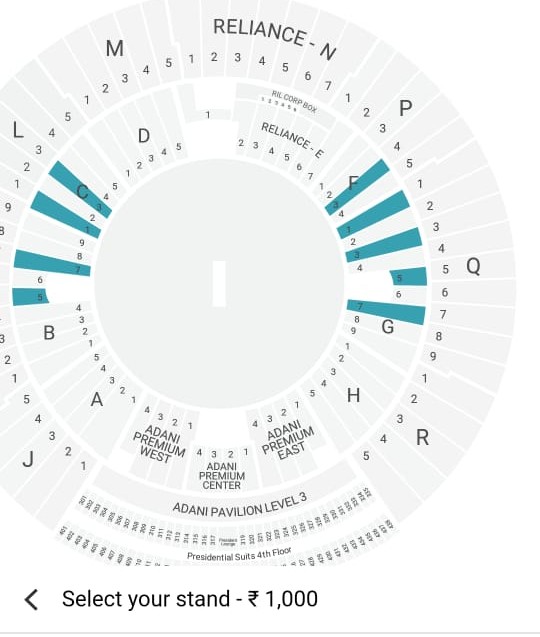 RELIANCE - N
M
1 2 3 4 5
1 2 3 4 5 6 7
P
1 2 3 4 5
L
1 2 3 4 5
RIL CORP BOX
1
D
1 2 3 4 5
RELIANCE - E
2 3 4 5 6 7
C
1 2 3 4 5
F
1 2 3 4
9
8
7
6
5
4
3
2
1
B
1
2
3
4
5
6
7
8
9
G
Q
1
2
3
4
5
6
7
8
9
A
1 2 3 4 5
H
1 2 3 4 5
J
1 2 3 4 5
R
1 2 3 4 5
4 3 2 1
ADANI
PREMIUM
WEST
4 3 2 1
ADANI
PREMIUM
CENTER
4 3 2 1
ADANI
PREMIUM
EAST
ADANI PAVILION LEVEL 3
Presidential Suits 4th Floor
Select your stand - ₹ 1,000